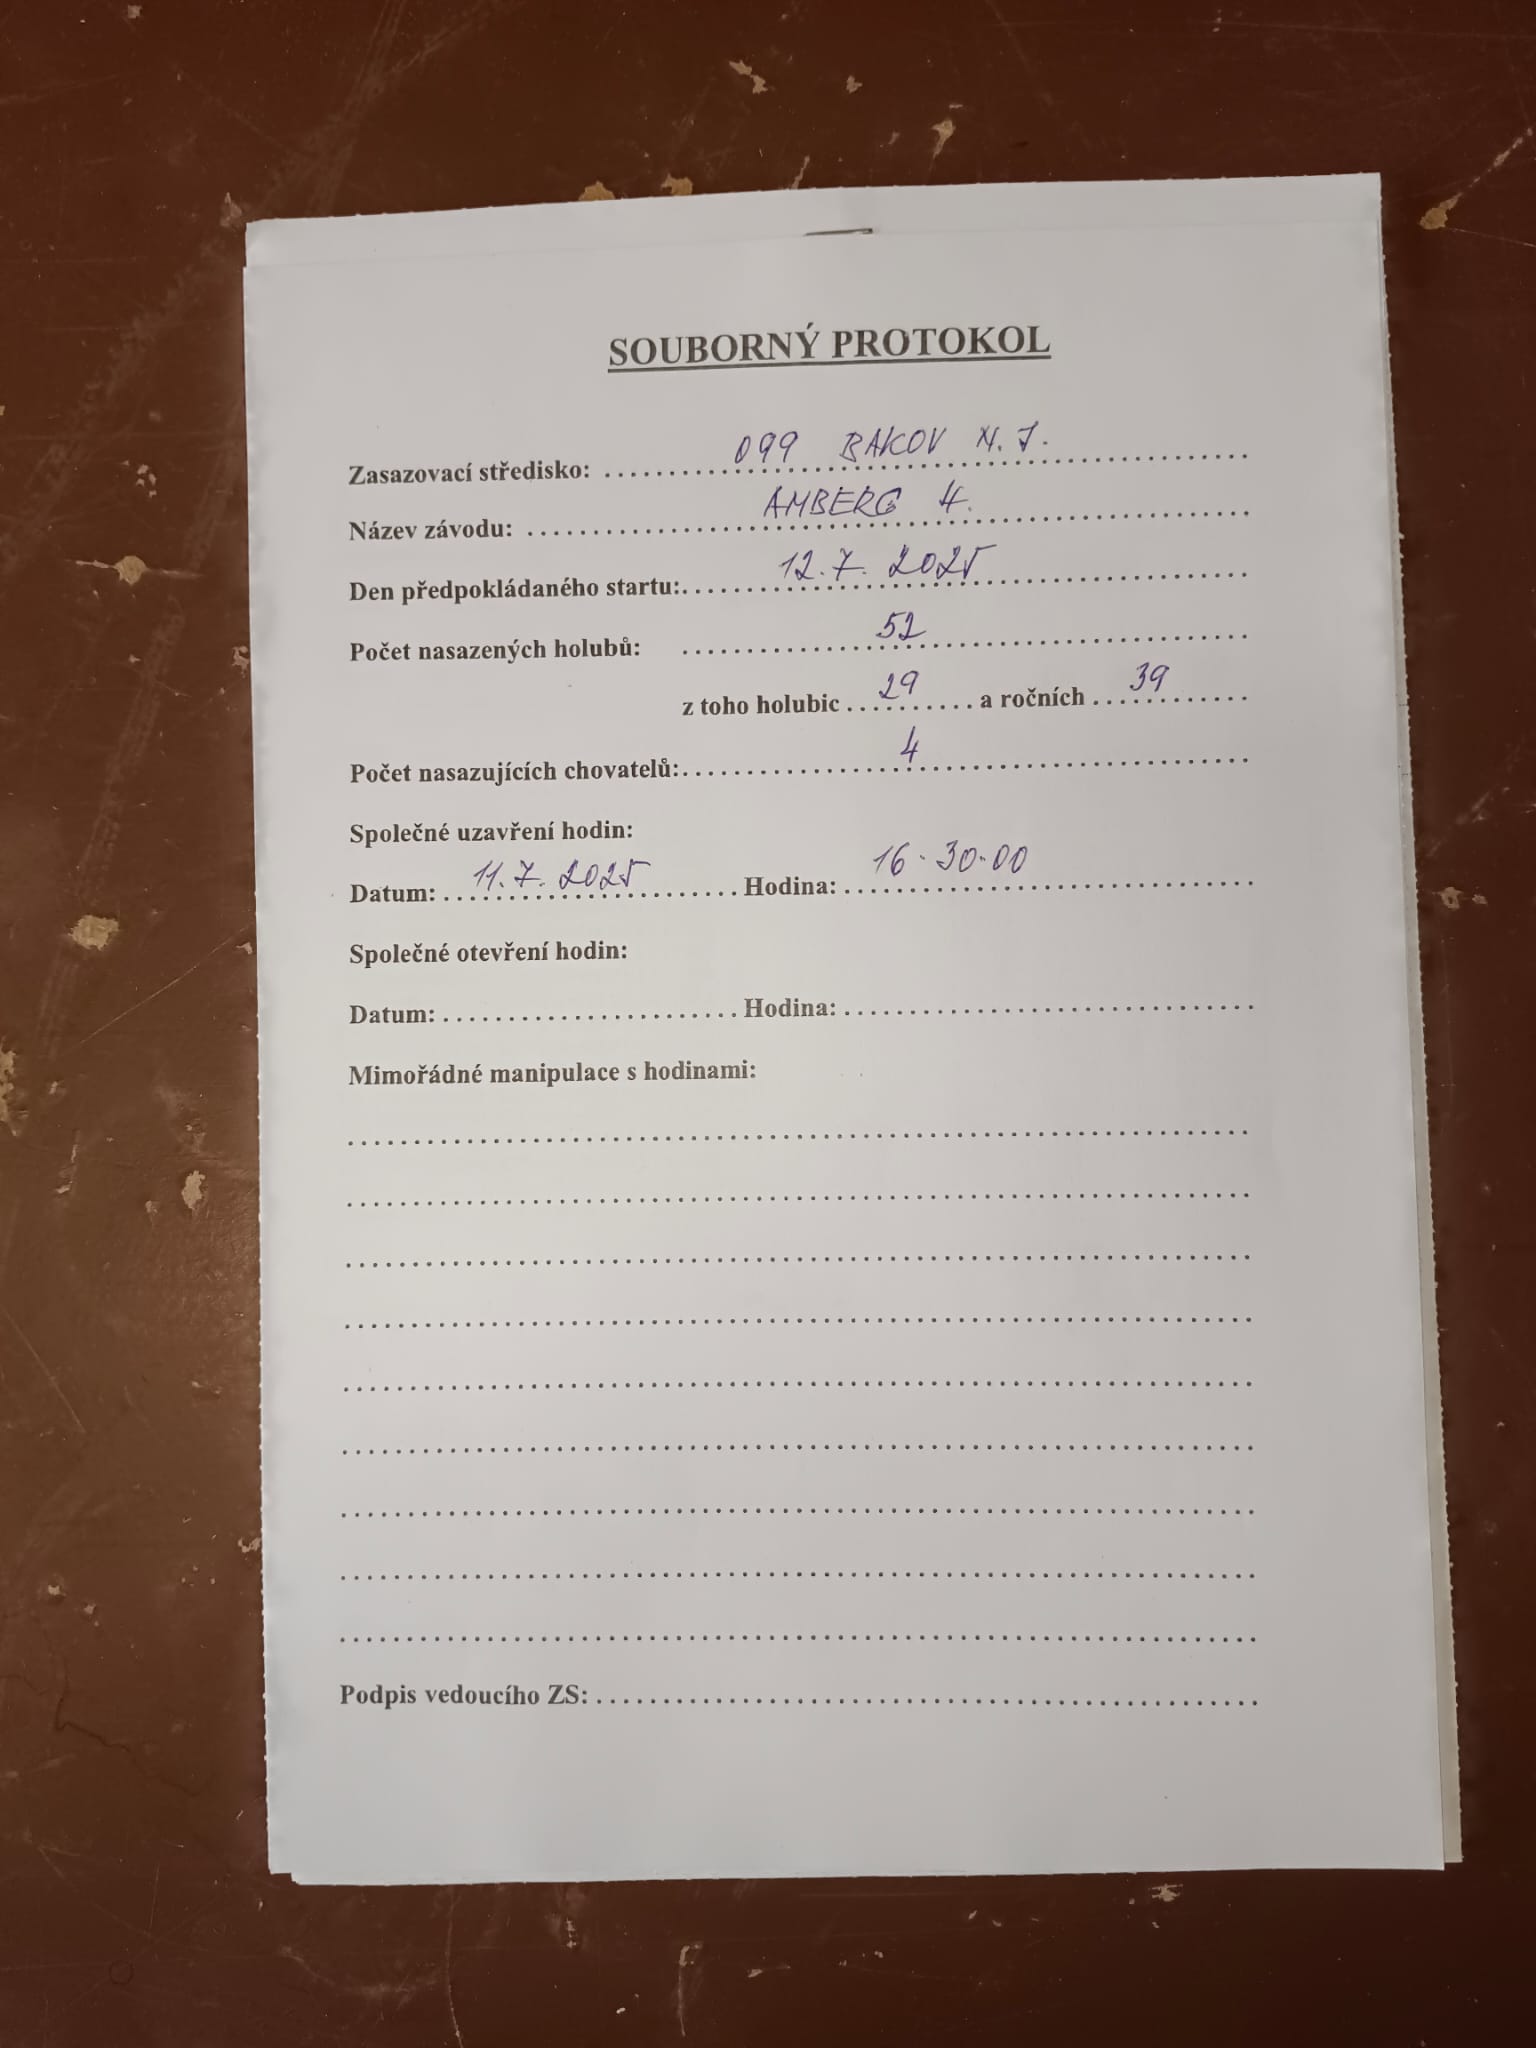 SOUBORNÝ PROTOKOL
Zasazovací středisko: 099 BAKOV N. J.
Název závodu: AMBERG 4.
Den předpokládaného startu: 12. 7. 2025
Počet nasazených holubů: 52
z toho holubic 29 a ročních 39
Počet nasazujících chovatelů: 4
Společné uzavření hodin:
Datum: 11. 7. 2025 Hodina: 16·30·00
Společné otevření hodin:
Datum: Hodina:
Mimořádné manipulace s hodinami:
Podpis vedoucího ZS: